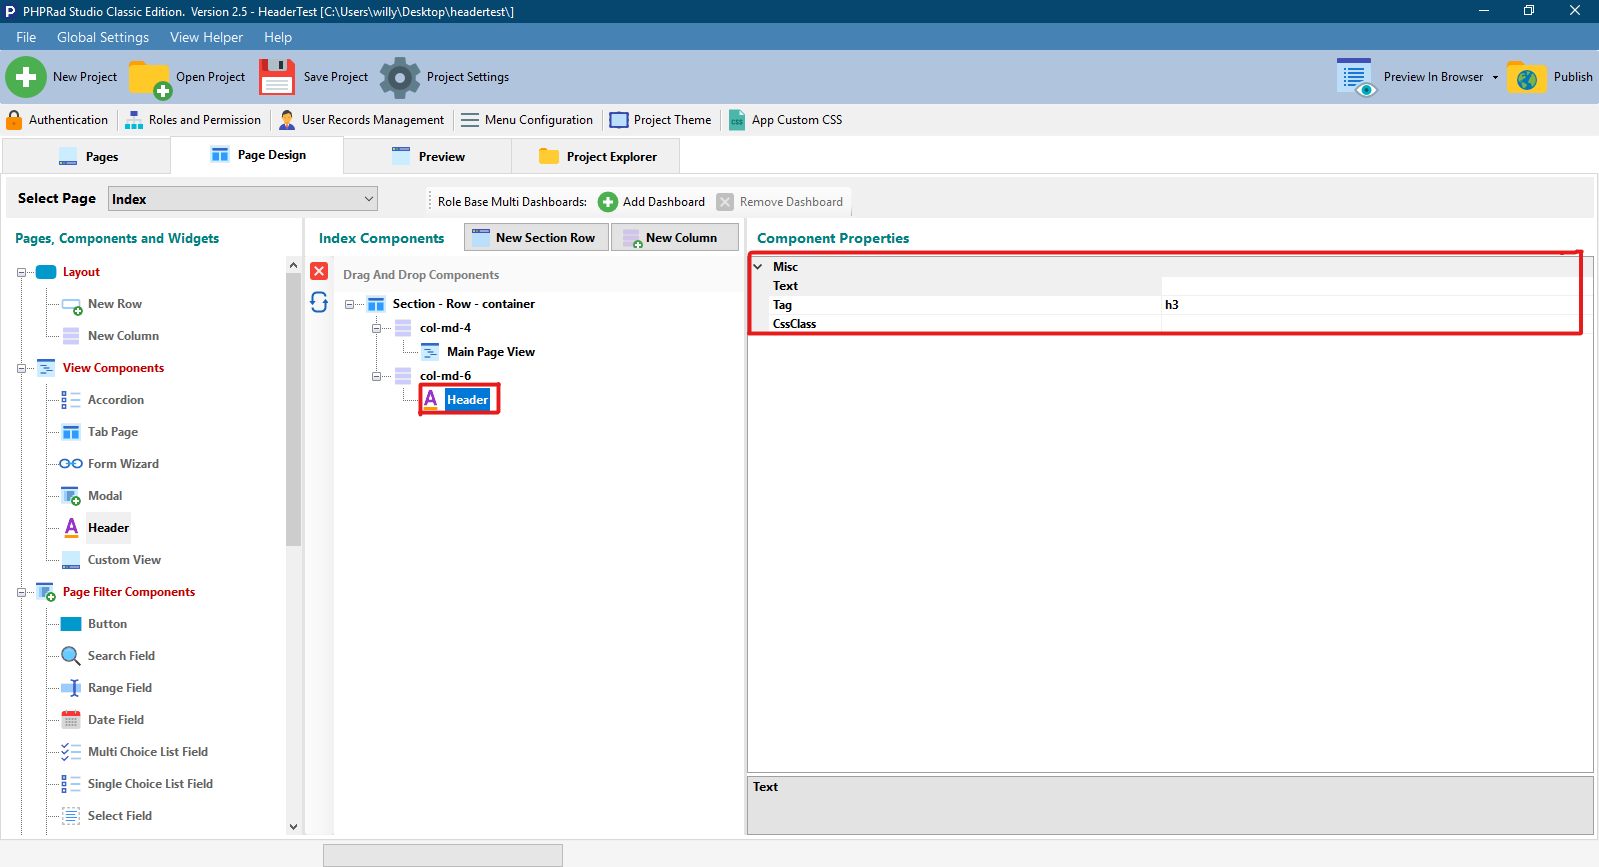 PHPRad Studio Classic Edition.  Version 2.5 - HeaderTest [C:\Users\willy\Desktop\headertest\]
File Global Settings View Helper Help
New Project Open Project Save Project Project Settings Preview In Browser Publish
Authentication Roles and Permission User Records Management Menu Configuration Project Theme App Custom CSS
Pages Page Design Preview Project Explorer
Select Page Index Role Base Multi Dashboards: Add Dashboard Remove Dashboard
Pages, Components and Widgets
Layout
New Row
New Column
View Components
Accordion
Tab Page
Form Wizard
Modal
Header
Custom View
Page Filter Components
Button
Search Field
Range Field
Date Field
Multi Choice List Field
Single Choice List Field
Select Field
Index Components New Section Row New Column
Drag And Drop Components
Section - Row - container
col-md-4
Main Page View
col-md-6
Header
Component Properties
Misc
Text
Tag h3
CssClass
Text